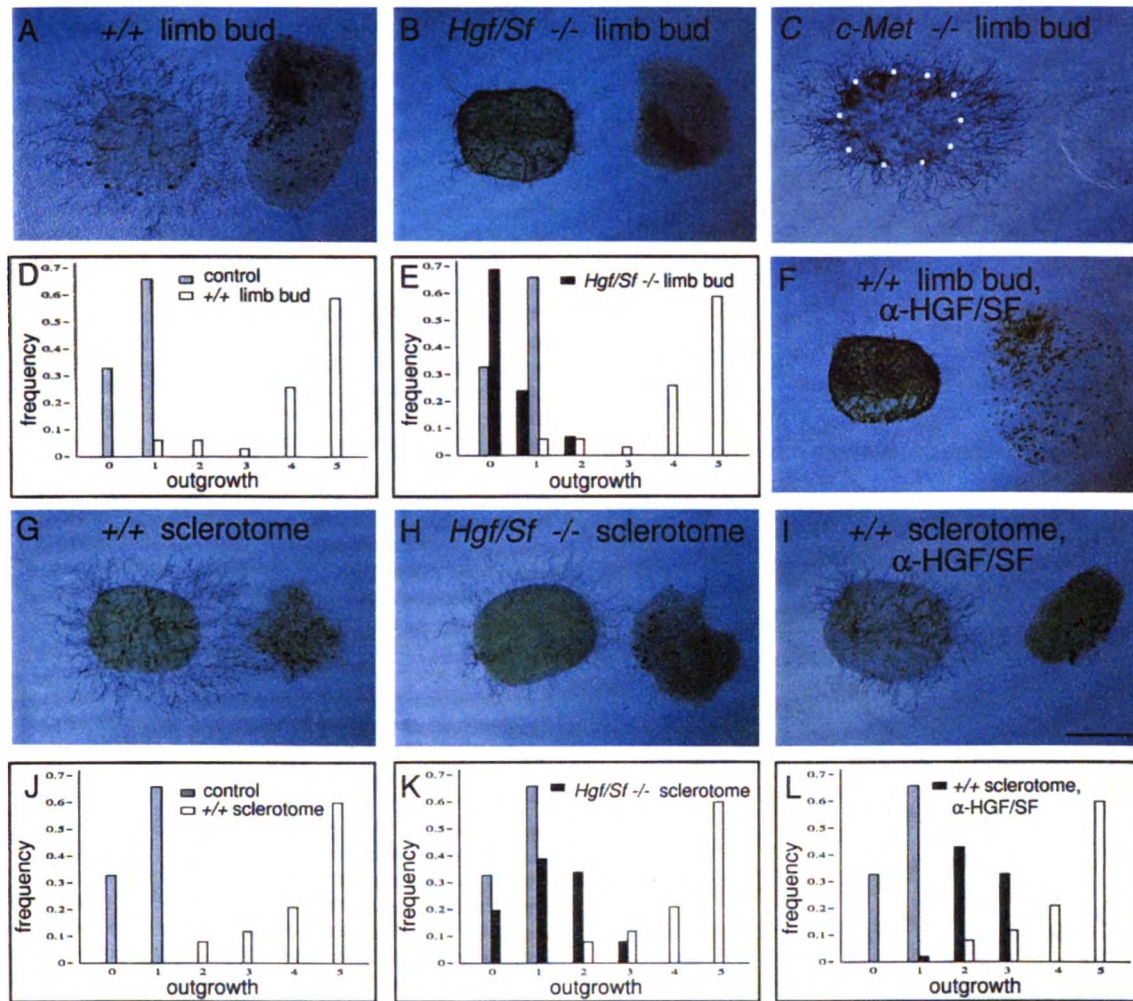 A +/+ limb bud
B Hgf/Sf -/- limb bud
C c-Met -/- limb bud
D
control
+/+ limb bud
0.7
0.6
0.5
0.4
0.3
0.2
0.1
0
frequency
0 1 2 3 4 5
outgrowth
E
Hgf/Sf -/- limb bud
0.7
0.6
0.5
0.4
0.3
0.2
0.1
0
frequency
0 1 2 3 4 5
outgrowth
F +/+ limb bud,
α-HGF/SF
G +/+ sclerotome
H Hgf/Sf -/- sclerotome
I +/+ sclerotome,
α-HGF/SF
J
control
+/+ sclerotome
0.7
0.6
0.5
0.4
0.3
0.2
0.1
0
frequency
0 1 2 3 4 5
outgrowth
K
Hgf/Sf -/- sclerotome
0.7
0.6
0.5
0.4
0.3
0.2
0.1
0
frequency
0 1 2 3 4 5
outgrowth
L
+/+ sclerotome,
α-HGF/SF
0.7
0.6
0.5
0.4
0.3
0.2
0.1
0
frequency
0 1 2 3 4 5
outgrowth